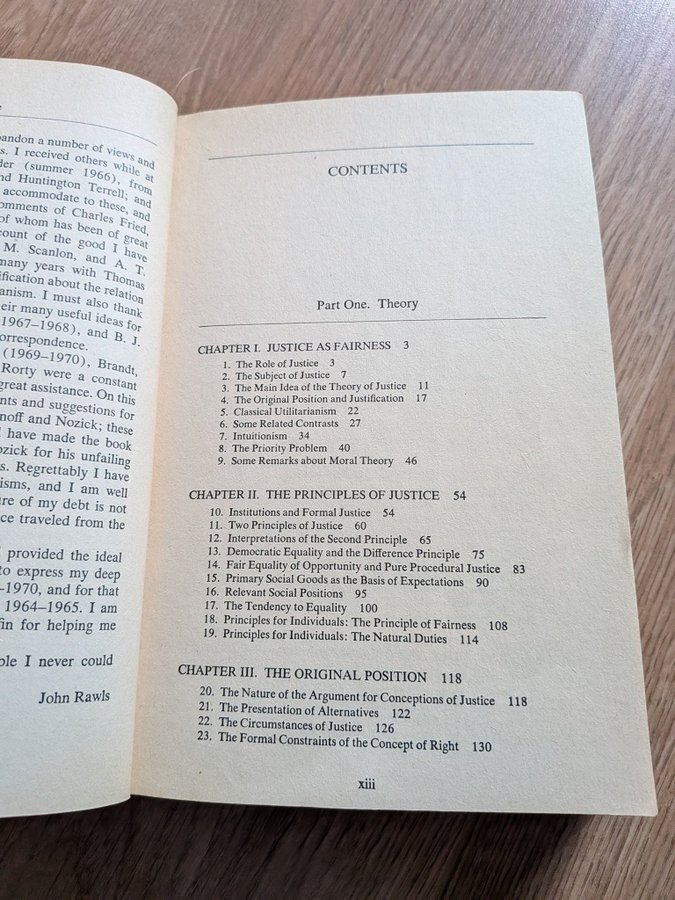 andon a number of views and
s. I received others while at
der (summer 1966), from
nd Huntington Terrell; and
accommodate to these, and
omments of Charles Fried,
of whom has been of great
count of the good I have
M. Scanlon, and A. T.
many years with Thomas
ification about the relation
anism. I must also thank
eir many useful ideas for
1967–1968), and B. J.
orrespondence.
(1969–1970), Brandt,
Rorty were a constant
great assistance. On this
nts and suggestions for
noff and Nozick; these
I have made the book
ozick for his unfailing
s. Regrettably I have
isms, and I am well
re of my debt is not
ce traveled from the
provided the ideal
to express my deep
–1970, and for that
1964–1965. I am
fin for helping me
ple I never could
John Rawls
CONTENTS
Part One. Theory
CHAPTER I. JUSTICE AS FAIRNESS 3
1. The Role of Justice 3
2. The Subject of Justice 7
3. The Main Idea of the Theory of Justice 11
4. The Original Position and Justification 17
5. Classical Utilitarianism 22
6. Some Related Contrasts 27
7. Intuitionism 34
8. The Priority Problem 40
9. Some Remarks about Moral Theory 46
CHAPTER II. THE PRINCIPLES OF JUSTICE 54
10. Institutions and Formal Justice 54
11. Two Principles of Justice 60
12. Interpretations of the Second Principle 65
13. Democratic Equality and the Difference Principle 75
14. Fair Equality of Opportunity and Pure Procedural Justice 83
15. Primary Social Goods as the Basis of Expectations 90
16. Relevant Social Positions 95
17. The Tendency to Equality 100
18. Principles for Individuals: The Principle of Fairness 108
19. Principles for Individuals: The Natural Duties 114
CHAPTER III. THE ORIGINAL POSITION 118
20. The Nature of the Argument for Conceptions of Justice 118
21. The Presentation of Alternatives 122
22. The Circumstances of Justice 126
23. The Formal Constraints of the Concept of Right 130
xiii